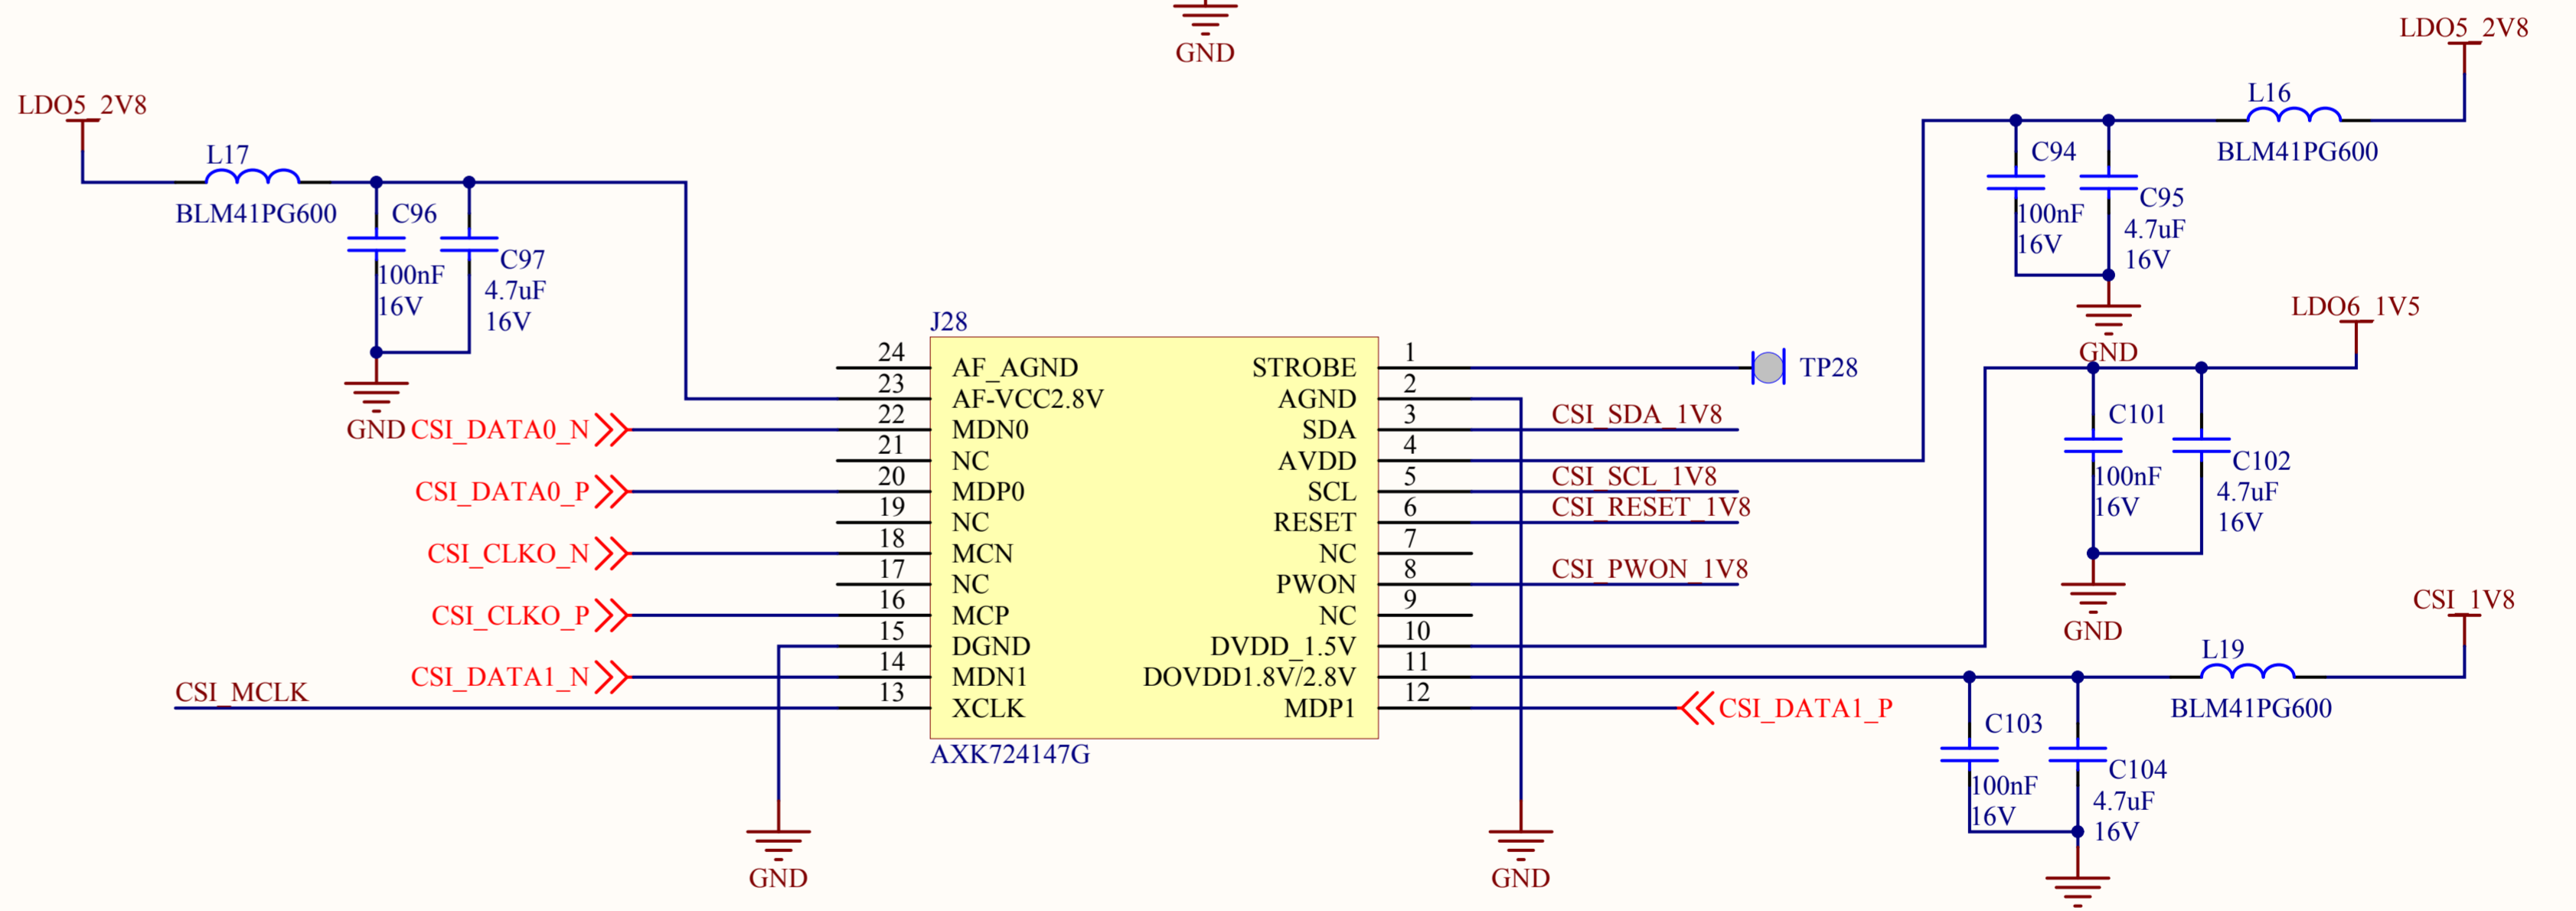 GND
LDO5_2V8
LDO5_2V8
L16
BLM41PG600
C94
100nF
16V
C95
4.7uF
16V
GND
L17
BLM41PG600
C96
100nF
16V
C97
4.7uF
16V
GND
LDO6_1V5
C101
100nF
16V
C102
4.7uF
16V
GND
J28
24 AF_AGND STROBE 1 TP28
23 AF-VCC2.8V AGND 2
CSI_DATA0_N 22 MDN0 SDA 3 CSI_SDA_1V8
21 NC AVDD 4
CSI_DATA0_P 20 MDP0 SCL 5 CSI_SCL_1V8
19 NC RESET 6 CSI_RESET_1V8
CSI_CLKO_N 18 MCN NC 7
17 NC PWON 8 CSI_PWON_1V8
CSI_CLKO_P 16 MCP NC 9
15 DGND DVDD_1.5V 10
CSI_DATA1_N 14 MDN1 DOVDD1.8V/2.8V 11
CSI_MCLK 13 XCLK MDP1 12 CSI_DATA1_P
AXK724147G
GND
GND
CSI_1V8
L19
BLM41PG600
C103
100nF
16V
C104
4.7uF
16V